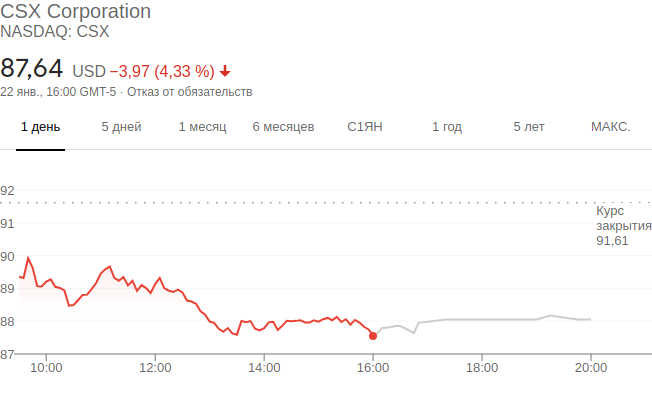 CSX Corporation
NASDAQ: CSX
87,64 USD −3,97 (4,33 %)
22 янв., 16:00 GMT-5 · Отказ от обязательств
1 день 5 дней 1 месяц 6 месяцев С1ЯН 1 год 5 лет МАКС.
92
Курс
закрытия
91,61
91
90
89
88
87
10:00 12:00 14:00 16:00 18:00 20:00